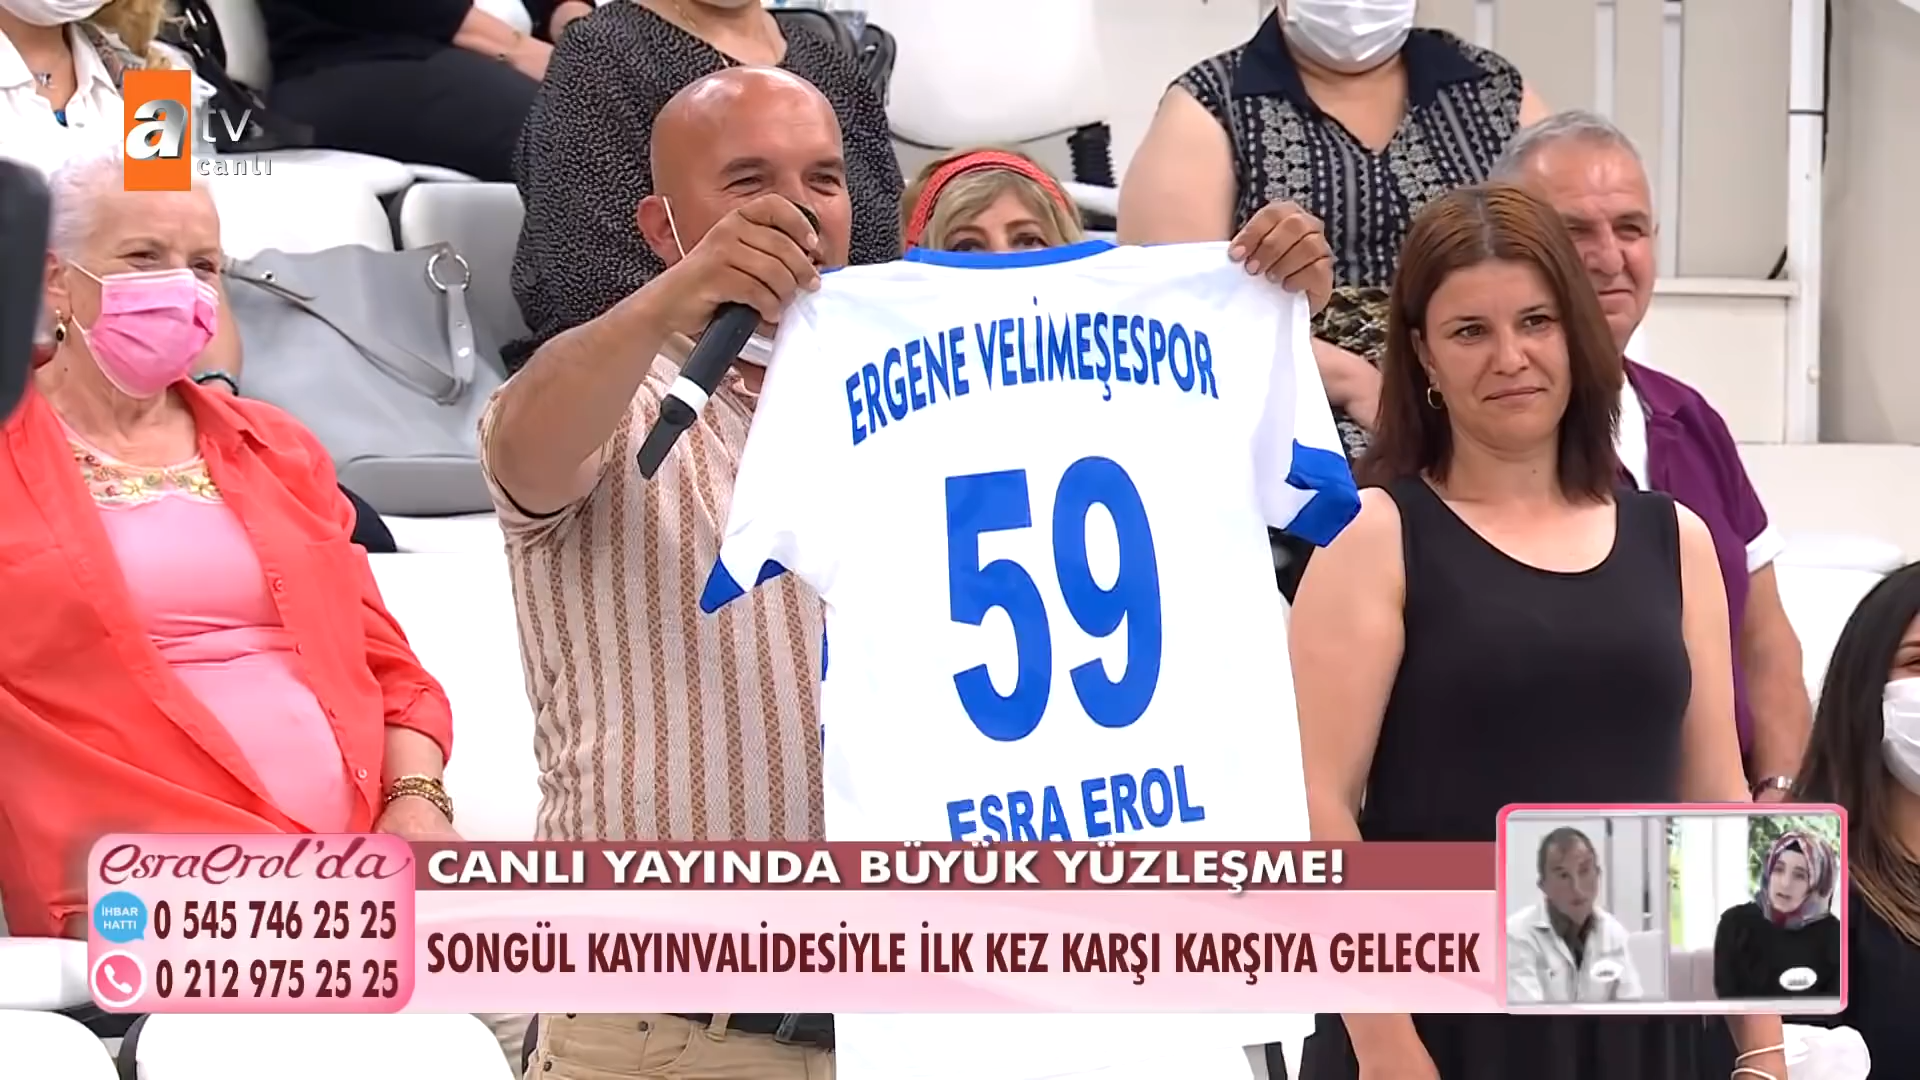 atv
canlı
ERGENE VELİMEŞESPOR
59
ESRA EROL
esraerol'da
CANLI YAYINDA BÜYÜK YÜZLEŞME!
İHBAR
HATTI
0 545 746 25 25
0 212 975 25 25
SONGÜL KAYINVALİDESİYLE İLK KEZ KARŞI KARŞIYA GELECEK